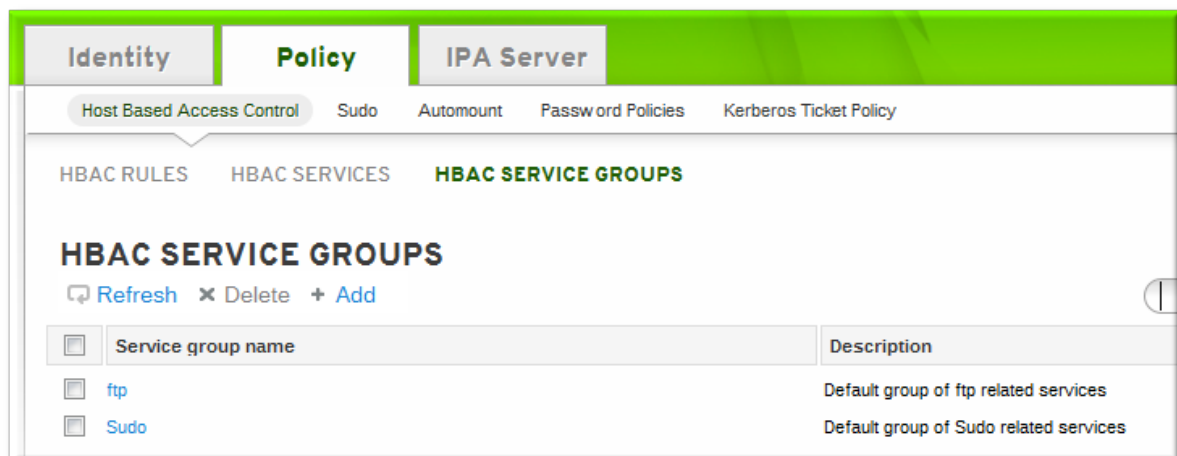 Identity Policy IPA Server
Host Based Access Control Sudo Automount Password Policies Kerberos Ticket Policy
HBAC RULES HBAC SERVICES HBAC SERVICE GROUPS
HBAC SERVICE GROUPS
Refresh Delete + Add
Service group name Description
ftp Default group of ftp related services
Sudo Default group of Sudo related services